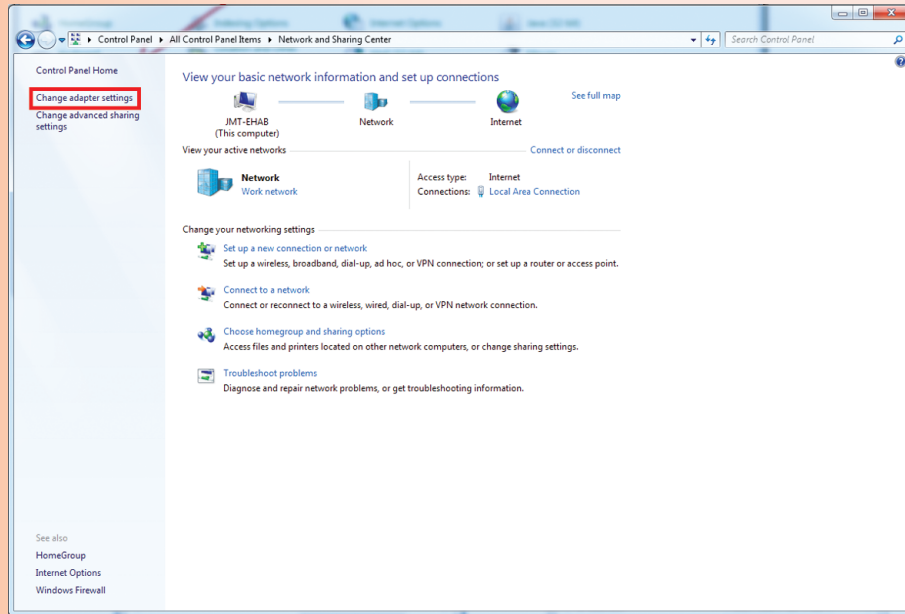 Control Panel ▸ All Control Panel Items ▸ Network and Sharing Center
Search Control Panel
Control Panel Home
Change adapter settings
Change advanced sharing
settings
View your basic network information and set up connections
See full map
JMT-EHAB
(This computer)
Network
Internet
View your active networks
Connect or disconnect
Network
Work network
Access type: Internet
Connections: Local Area Connection
Change your networking settings
Set up a new connection or network
Set up a wireless, broadband, dial-up, ad hoc, or VPN connection; or set up a router or access point.
Connect to a network
Connect or reconnect to a wireless, wired, dial-up, or VPN network connection.
Choose homegroup and sharing options
Access files and printers located on other network computers, or change sharing settings.
Troubleshoot problems
Diagnose and repair network problems, or get troubleshooting information.
See also
HomeGroup
Internet Options
Windows Firewall